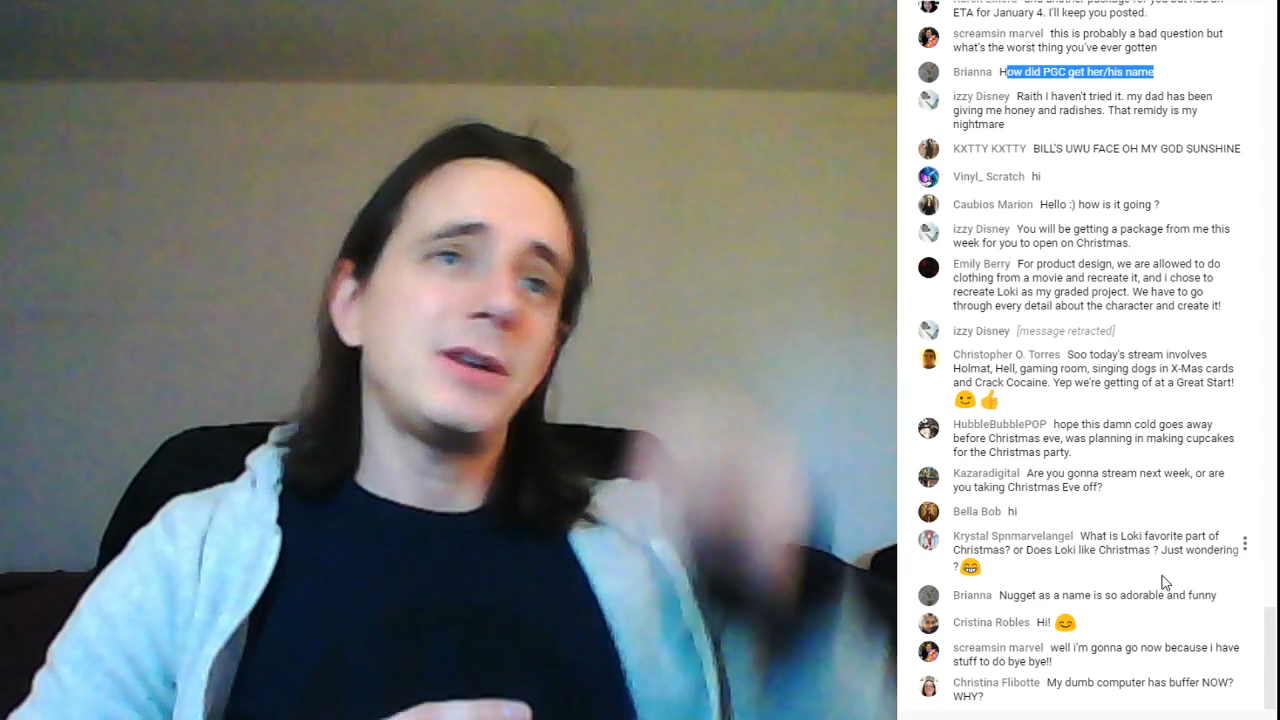 ETA for January 4. I'll keep you posted.
screamsin marvel this is probably a bad question but
what's the worst thing you've ever gotten
Brianna How did PGC get her/his name
izzy Disney Raith I haven't tried it. my dad has been
giving me honey and radishes. That remidy is my
nightmare
KXTTY KXTTY BILL'S UWU FACE OH MY GOD SUNSHINE
Vinyl_ Scratch hi
Caubios Marion Hello :) how is it going ?
izzy Disney You will be getting a package from me this
week for you to open on Christmas.
Emily Berry For product design, we are allowed to do
clothing from a movie and recreate it, and i chose to
recreate Loki as my graded project. We have to go
through every detail about the character and create it!
izzy Disney [message retracted]
Christopher O. Torres Soo today's stream involves
Holmat, Hell, gaming room, singing dogs in X-Mas cards
and Crack Cocaine. Yep we're getting of at a Great Start!
HubbleBubblePOP hope this damn cold goes away
before Christmas eve, was planning in making cupcakes
for the Christmas party.
Kazaradigital Are you gonna stream next week, or are
you taking Christmas Eve off?
Bella Bob hi
Krystal Spnmarvelangel What is Loki favorite part of
Christmas? or Does Loki like Christmas ? Just wondering
?
Brianna Nugget as a name is so adorable and funny
Cristina Robles Hi!
screamsin marvel well i'm gonna go now because i have
stuff to do bye bye!!
Christina Flibotte My dumb computer has buffer NOW?
WHY?